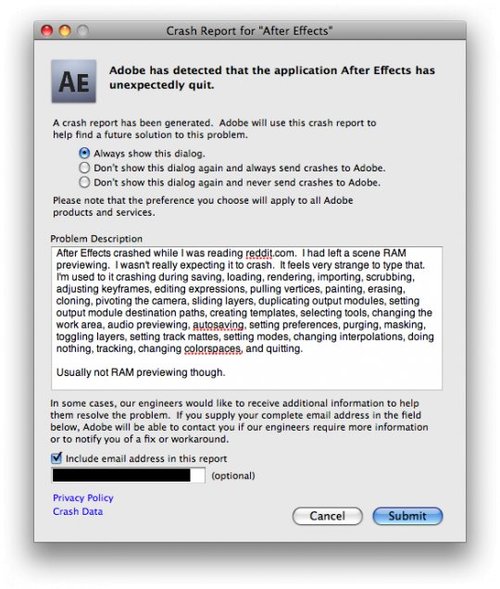 Crash Report for "After Effects"
AE
Adobe has detected that the application After Effects has
unexpectedly quit.
A crash report has been generated. Adobe will use this crash report to
help find a future solution to this problem.
Always show this dialog.
Don't show this dialog again and always send crashes to Adobe.
Don't show this dialog again and never send crashes to Adobe.
Please note that the preference you choose will apply to all Adobe
products and services.
Problem Description
After Effects crashed while I was reading reddit.com. I had left a scene RAM
previewing. I wasn't really expecting it to crash. It feels very strange to type that.
I'm used to it crashing during saving, loading, rendering, importing, scrubbing,
adjusting keyframes, editing expressions, pulling vertices, painting, erasing,
cloning, pivoting the camera, sliding layers, duplicating output modules, setting
output module destination paths, creating templates, selecting tools, changing the
work area, audio previewing, autosaving, setting preferences, purging, masking,
toggling layers, setting track mattes, setting modes, changing interpolations, doing
nothing, tracking, changing colorspaces, and quitting.
Usually not RAM previewing though.
In some cases, our engineers would like to receive additional information to help
them resolve the problem. If you supply your complete email address in the field
below, Adobe will be able to contact you if our engineers require more information
or to notify you of a fix or workaround.
Include email address in this report
(optional)
Privacy Policy
Crash Data
Cancel
Submit